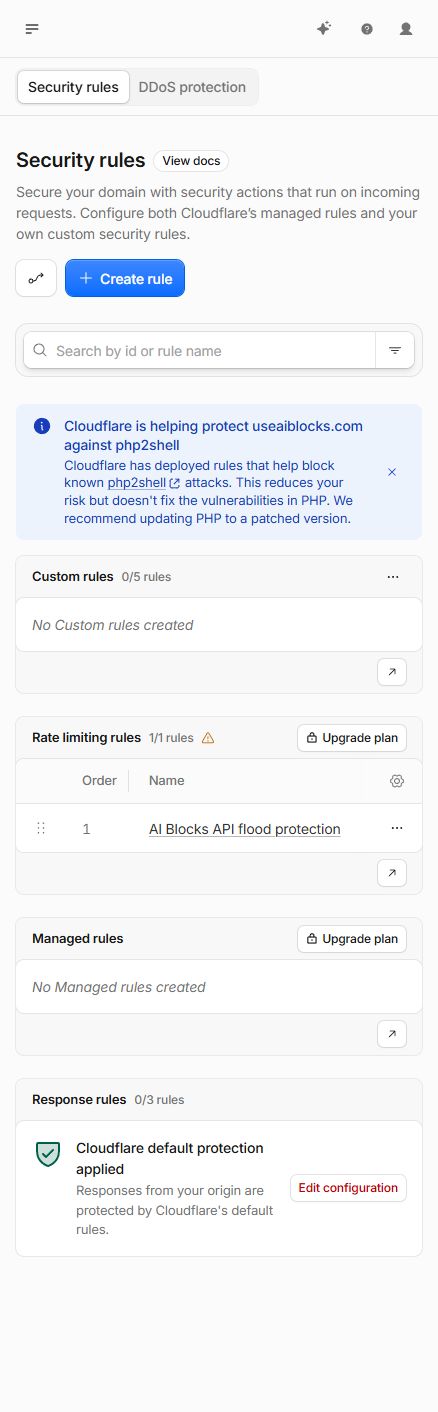 Security rules
DDoS protection
Security rules
View docs
Secure your domain with security actions that run on incoming
requests. Configure both Cloudflare’s managed rules and your
own custom security rules.
Create rule
Search by id or rule name
Cloudflare is helping protect useaiblocks.com
against php2shell
Cloudflare has deployed rules that help block
known php2shell attacks. This reduces your
risk but doesn't fix the vulnerabilities in PHP. We
recommend updating PHP to a patched version.
Custom rules 0/5 rules
No Custom rules created
Rate limiting rules 1/1 rules
Upgrade plan
Order Name
1 AI Blocks API flood protection
Managed rules
Upgrade plan
No Managed rules created
Response rules 0/3 rules
Cloudflare default protection
applied
Responses from your origin are
protected by Cloudflare's default
rules.
Edit configuration